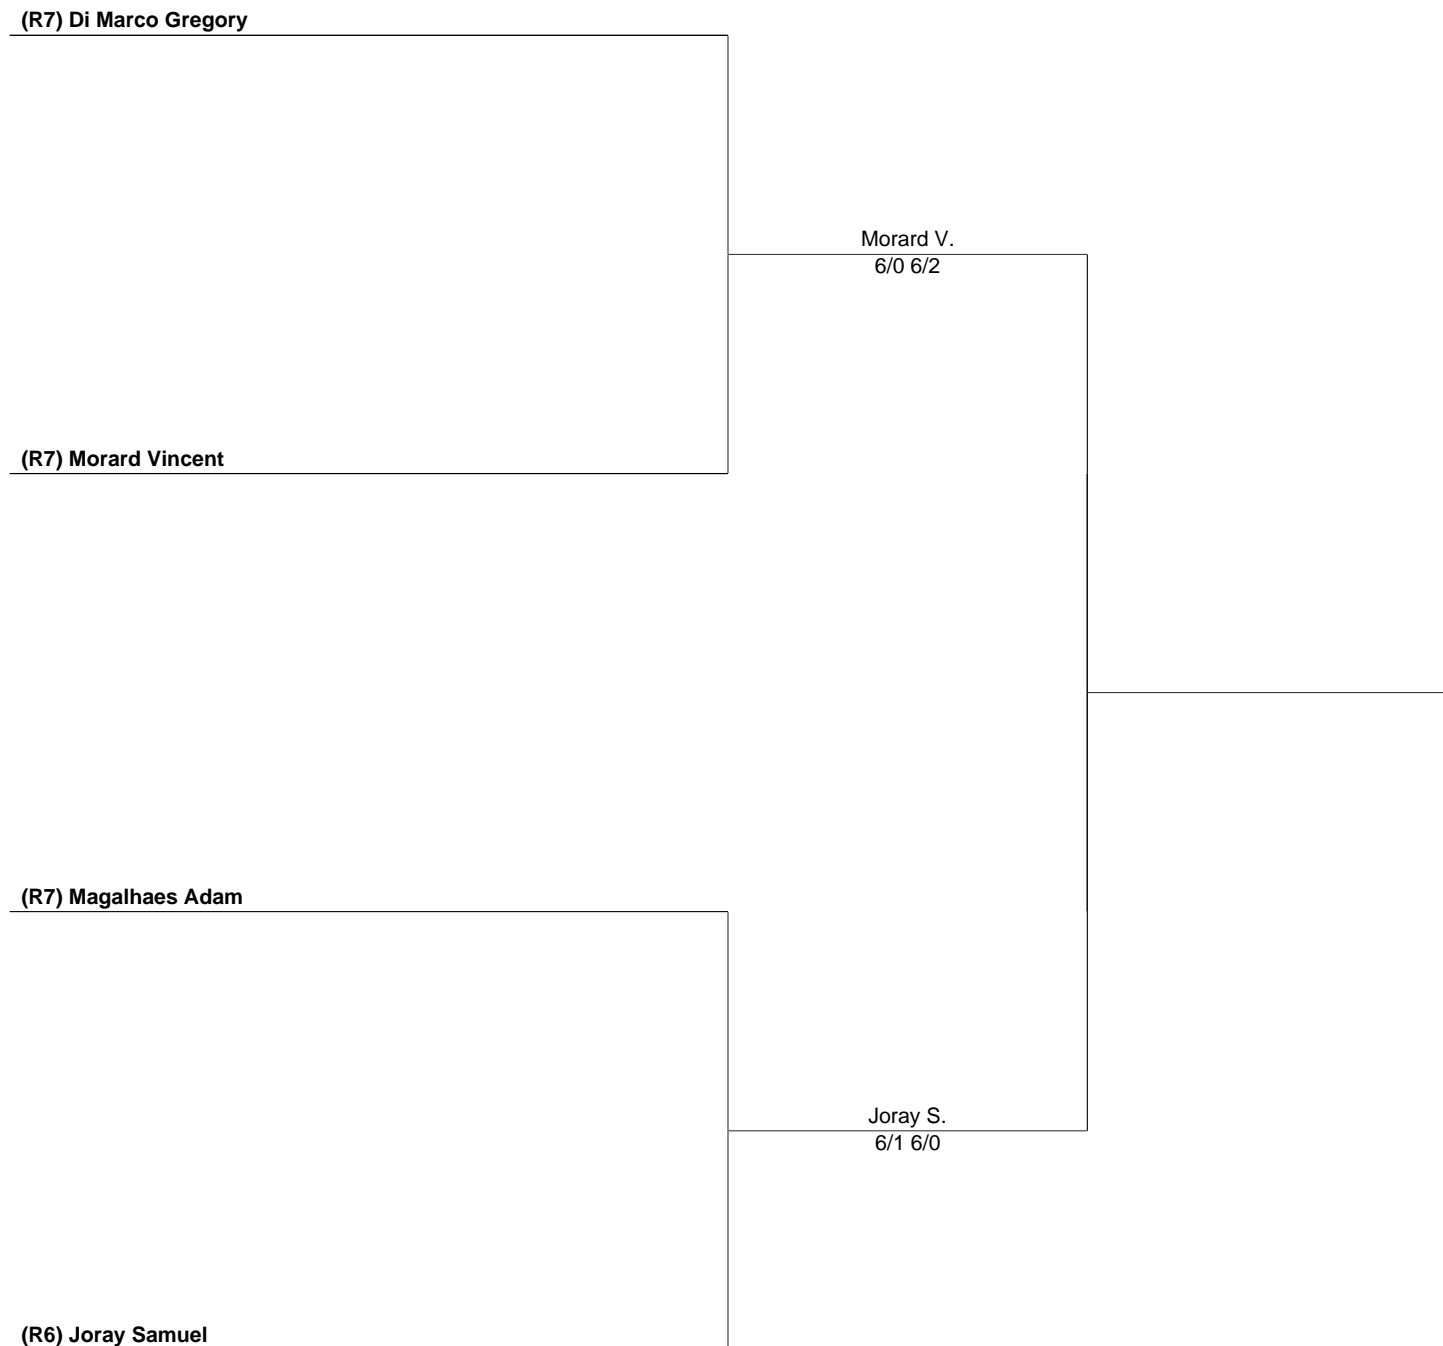 (R7) Di Marco Gregory
Morard V.
6/0 6/2
(R7) Morard Vincent
(R7) Magalhaes Adam
Joray S.
6/1 6/0
(R6) Joray Samuel